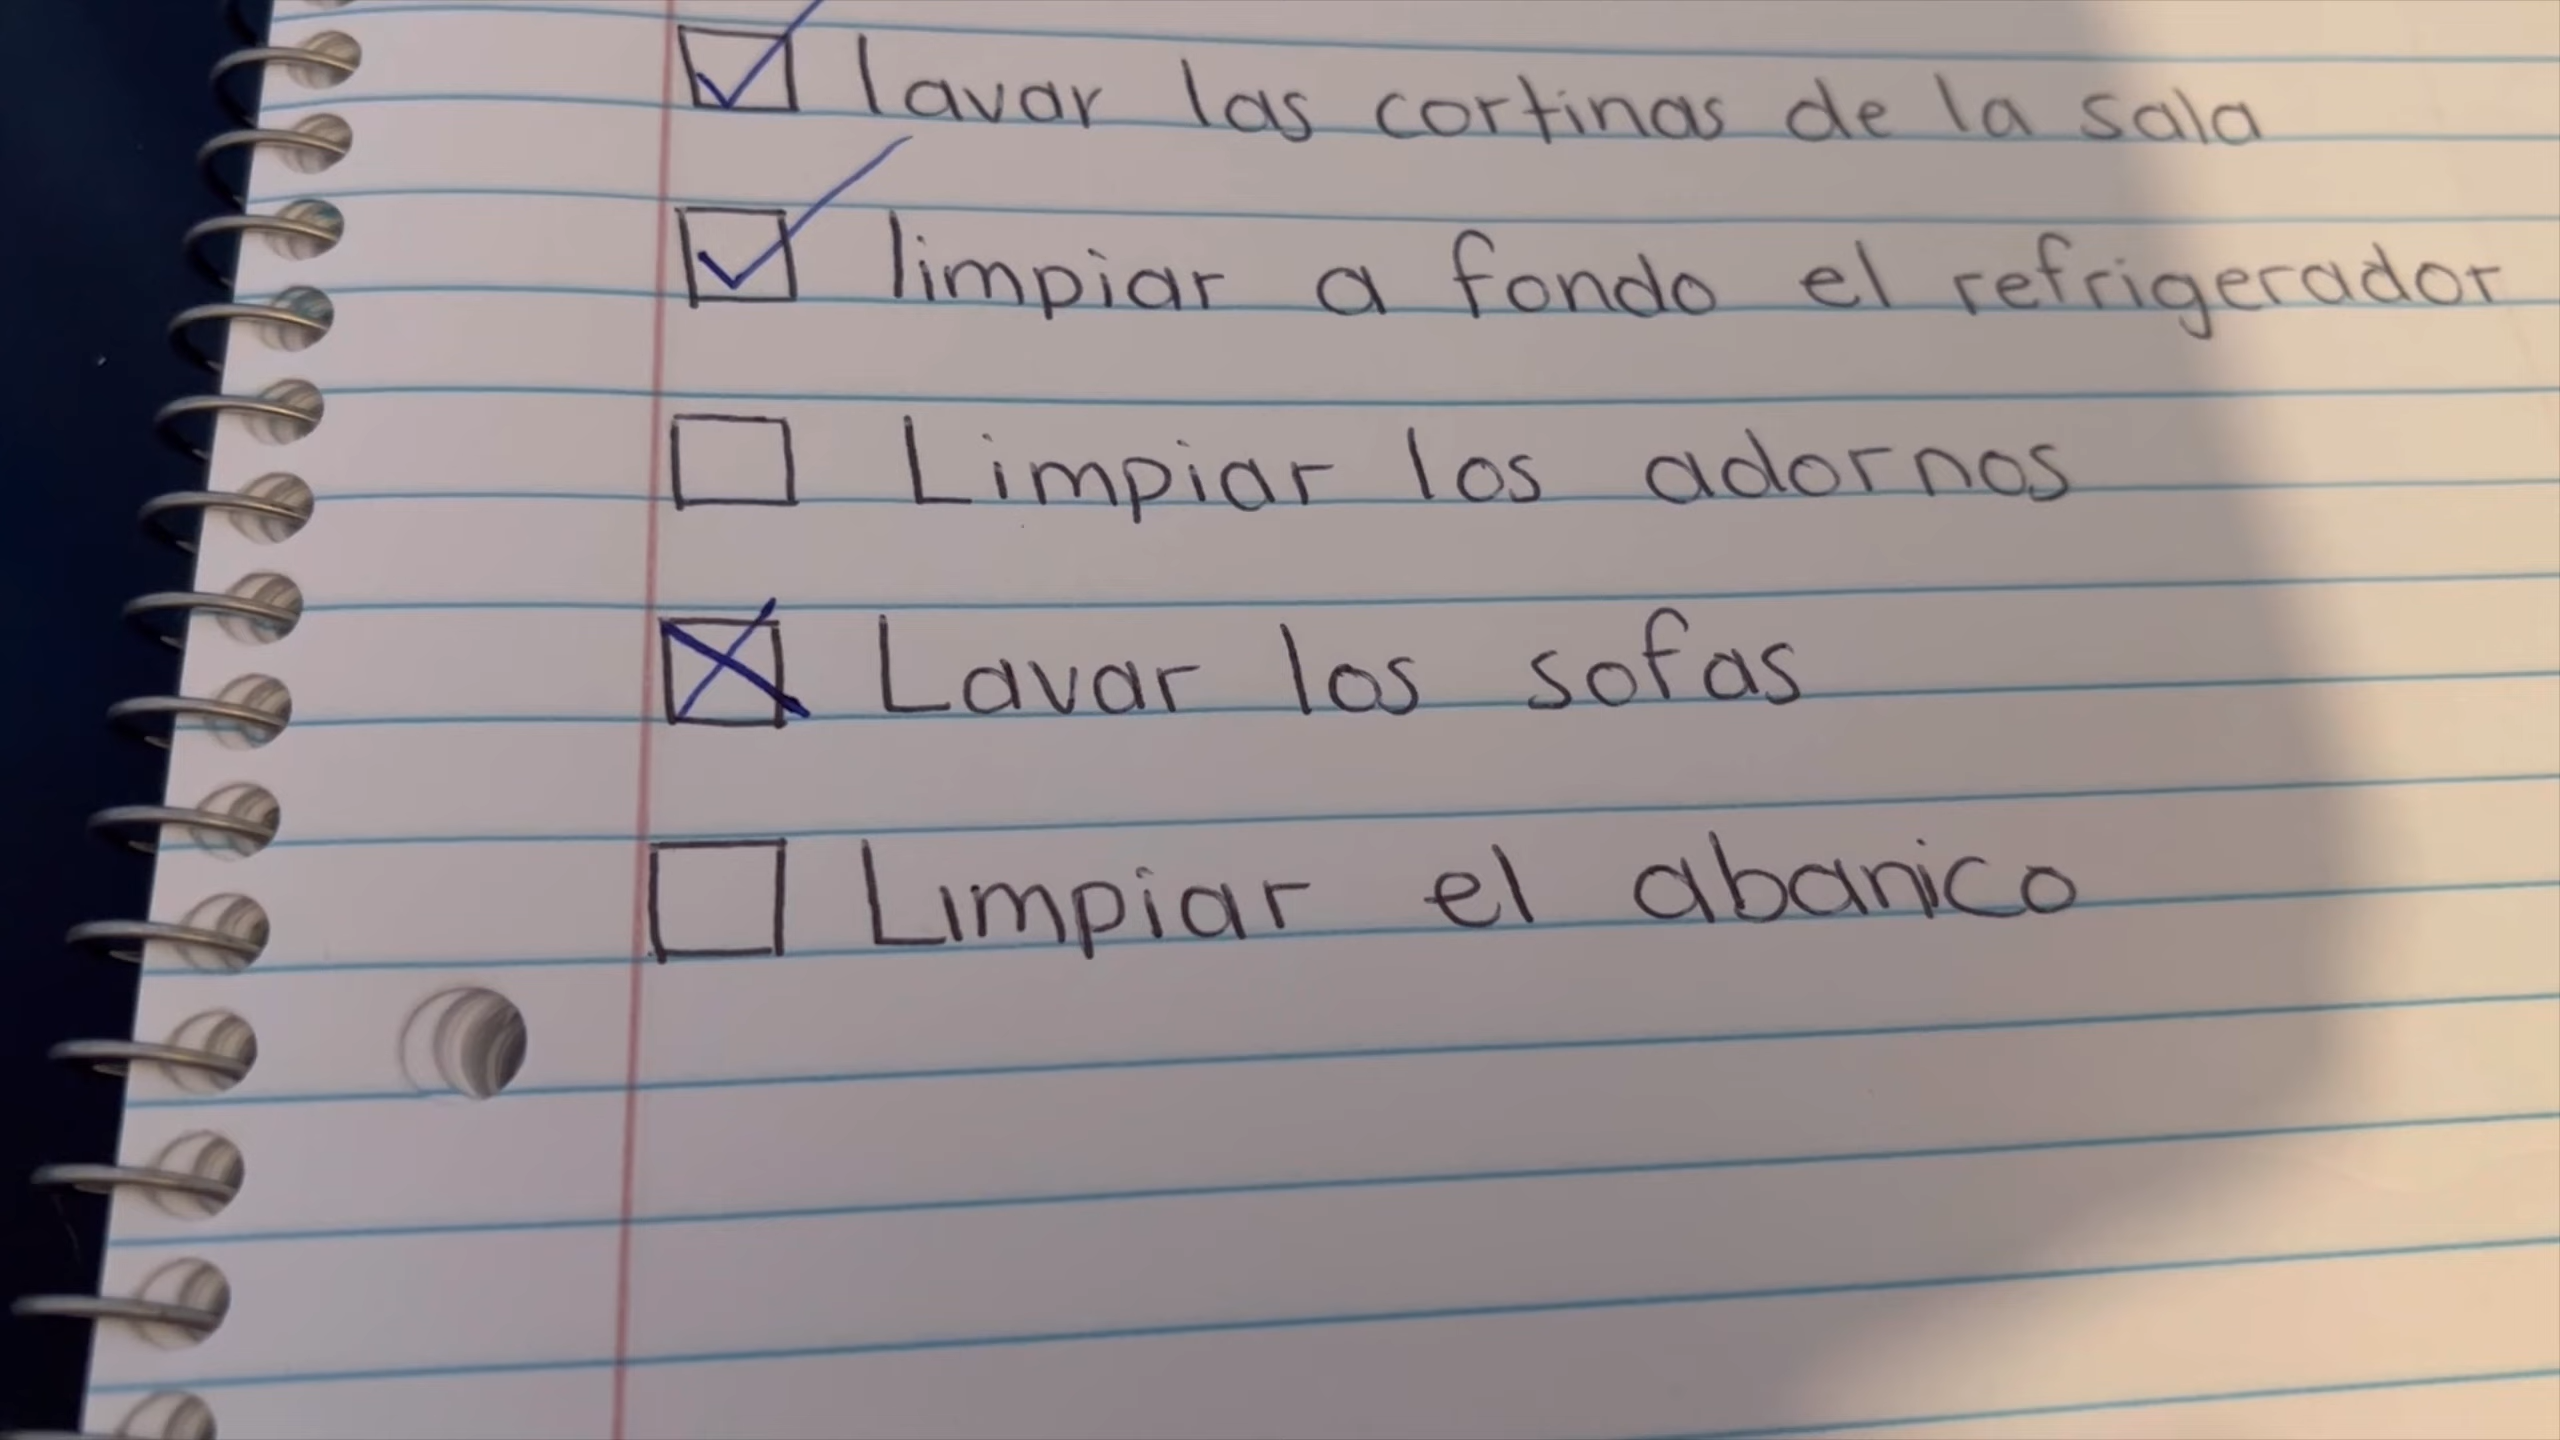 lavar las cortinas de la sala
limpiar a fondo el refrigerador
Limpiar los adornos
Lavar los sofas
Limpiar el abanico